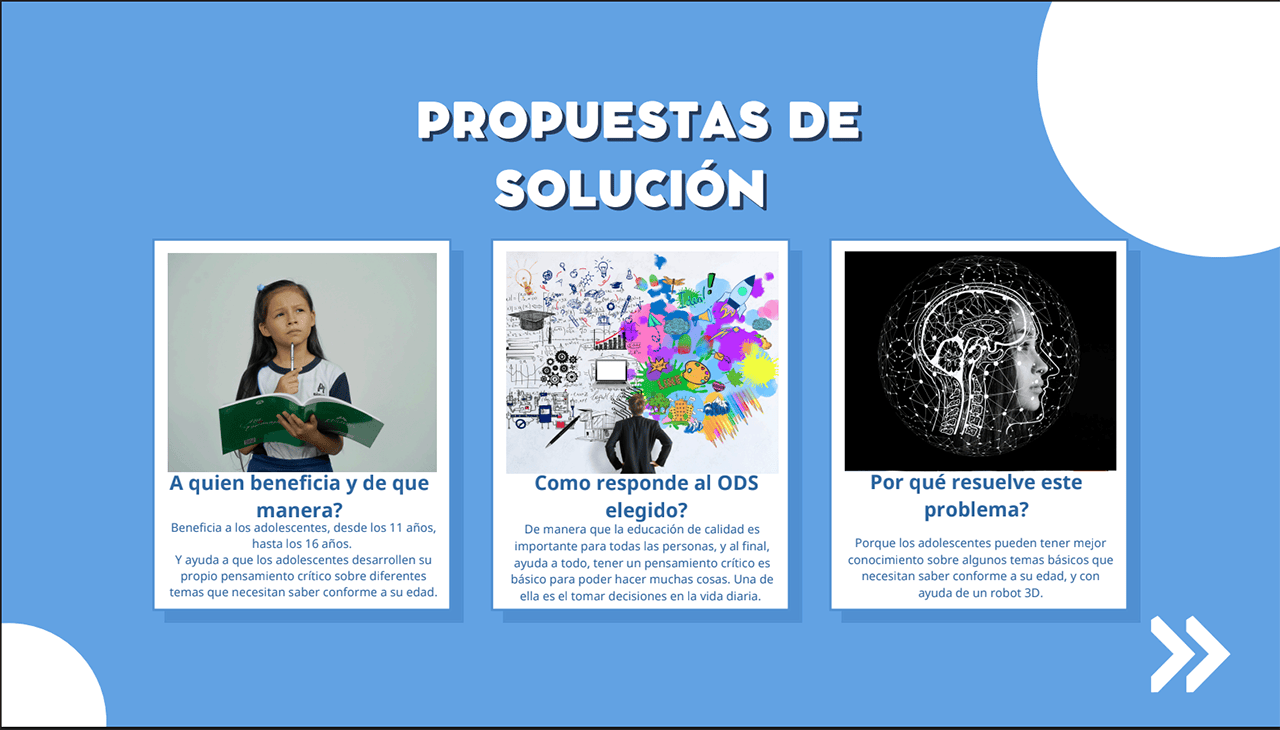 PROPUESTAS DE
SOLUCIÓN
A quien beneficia y de que
manera?
Beneficia a los adolescentes, desde los 11 años,
hasta los 16 años.
Y ayuda a que los adolescentes desarrollen su
propio pensamiento crítico sobre diferentes
temas que necesitan saber conforme a su edad.
Como responde al ODS
elegido?
De manera que la educación de calidad es
importante para todas las personas, y al final,
ayuda a todo, tener un pensamiento crítico es
básico para poder hacer muchas cosas. Una de
ella es el tomar decisiones en la vida diaria.
Por qué resuelve este
problema?
Porque los adolescentes pueden tener mejor
conocimiento sobre algunos temas básicos que
necesitan saber conforme a su edad, y con
ayuda de un robot 3D.